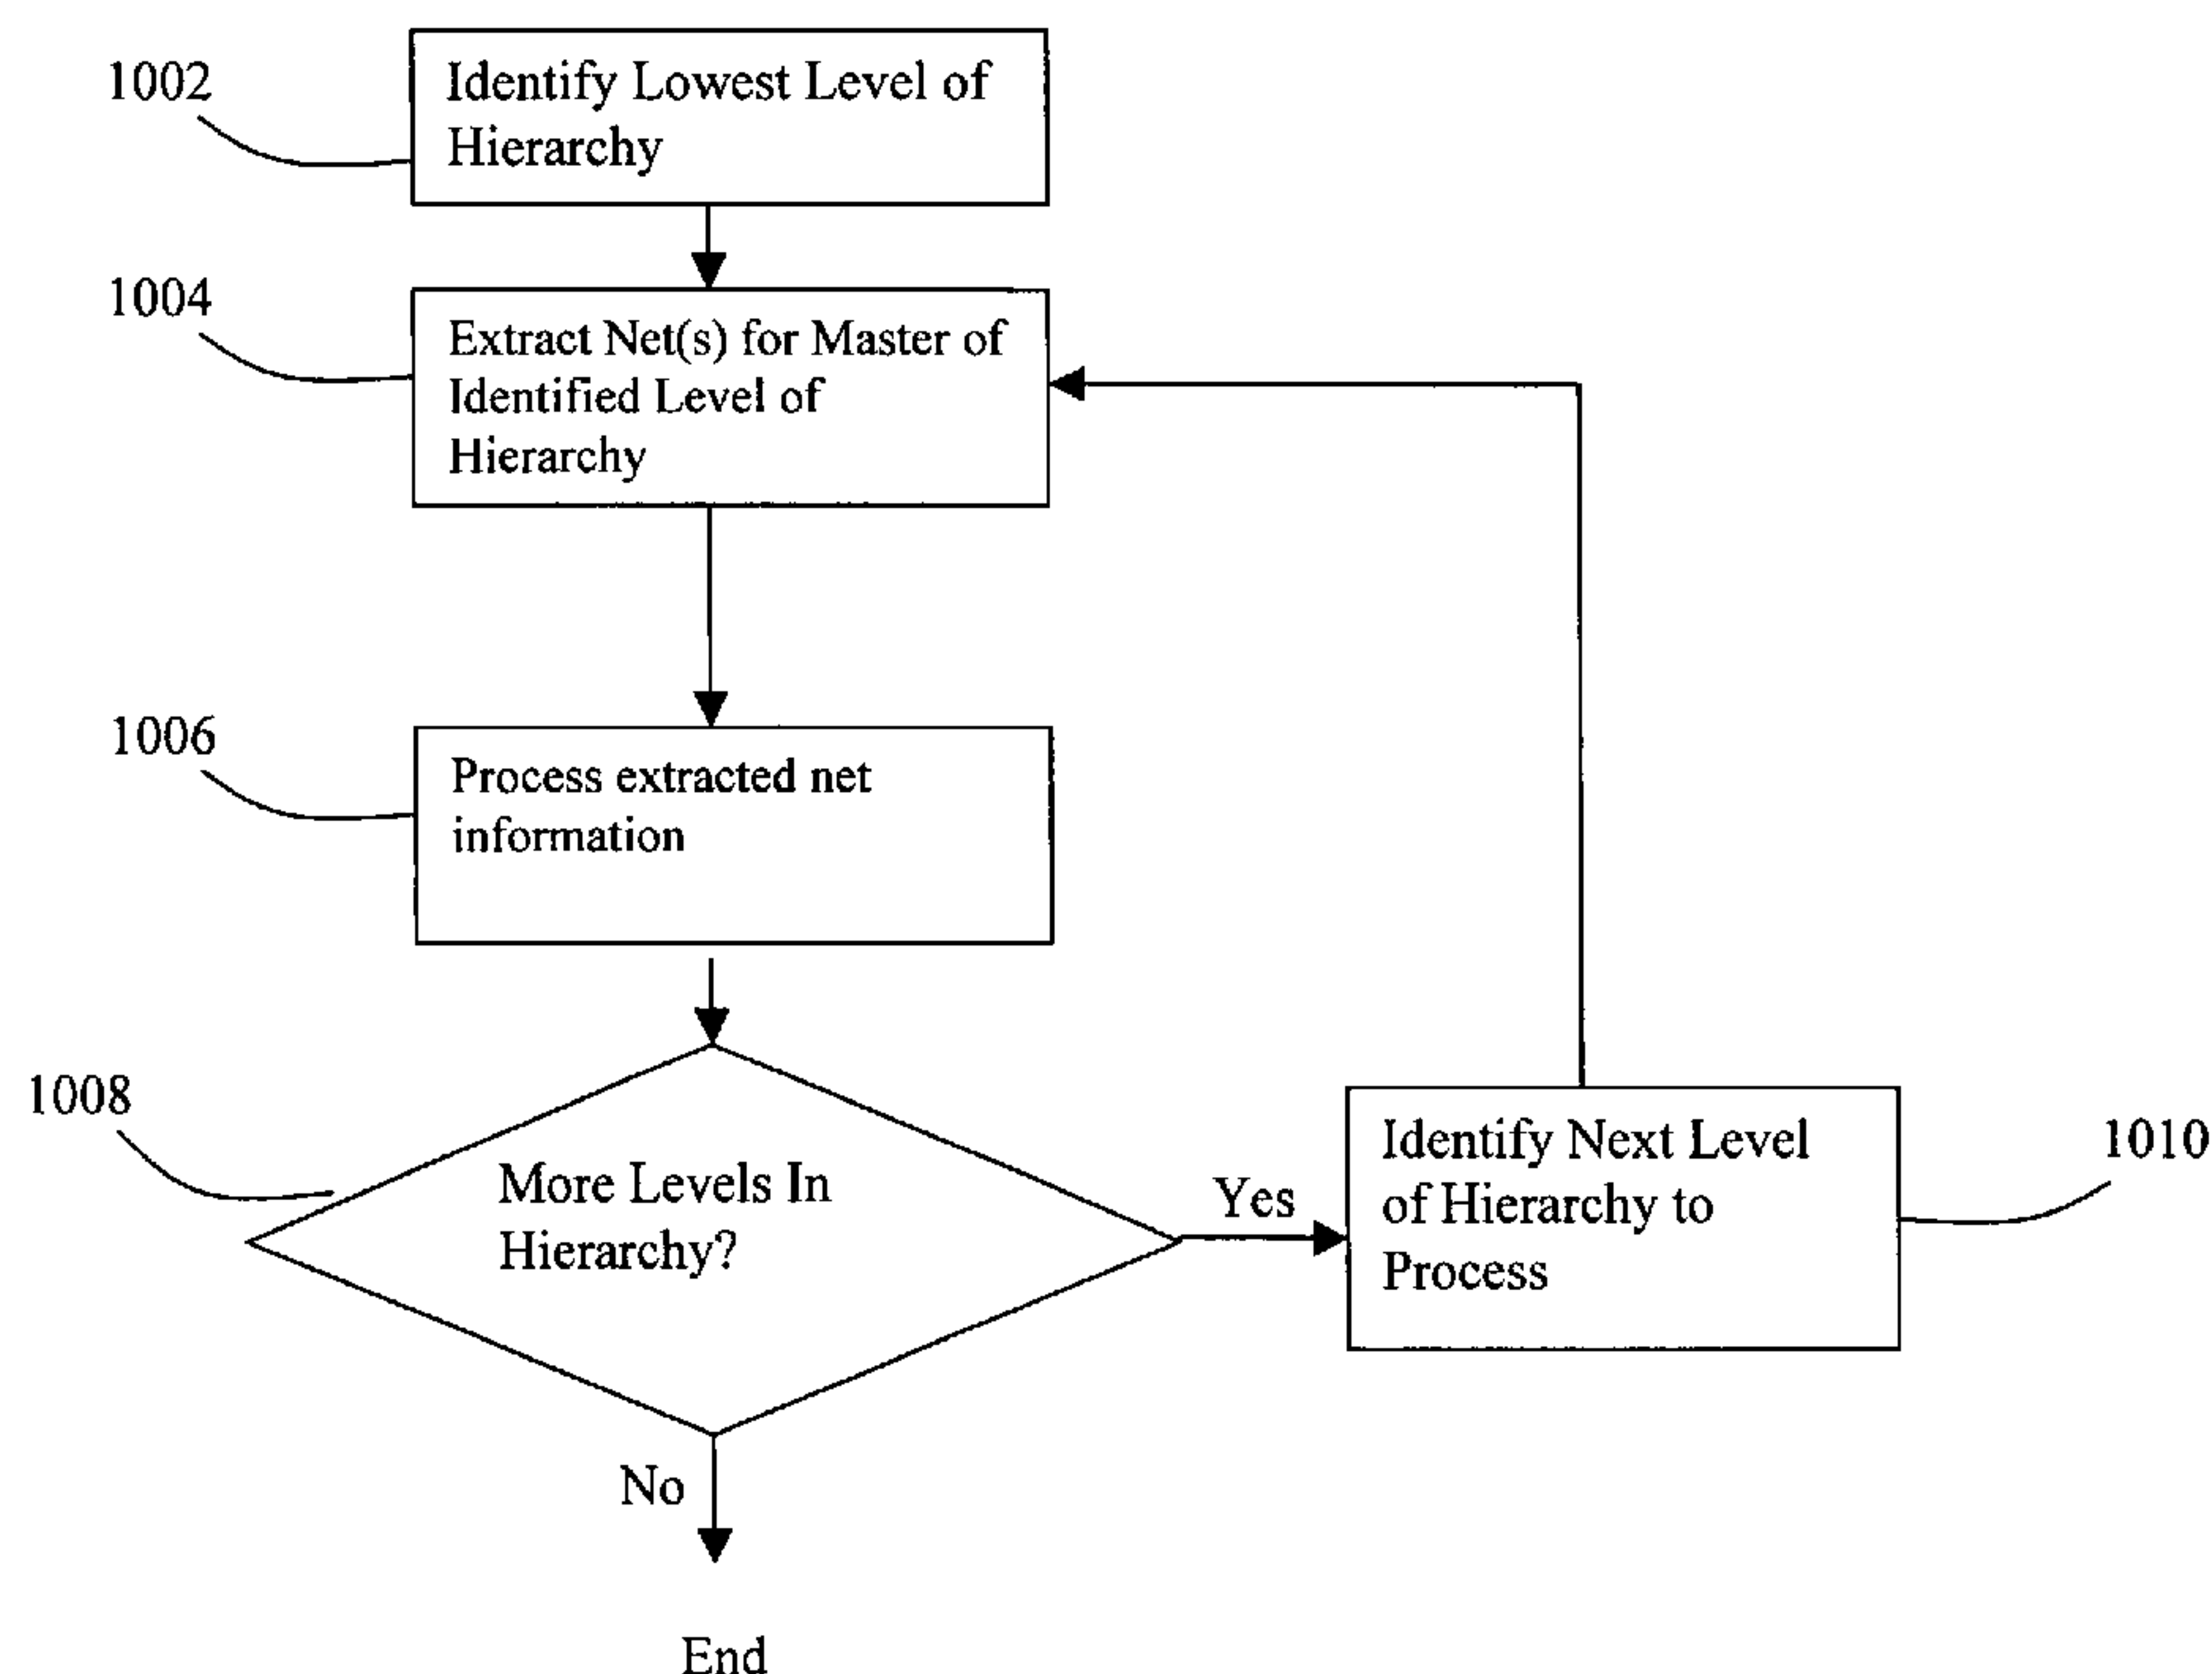 1002
Identify Lowest Level of
Hierarchy
1004
Extract Net(s) for Master of
Identified Level of
Hierarchy
1006
Process extracted net
information
1008
More Levels In
Hierarchy?
Yes
Identify Next Level
of Hierarchy to
Process
1010
No
End